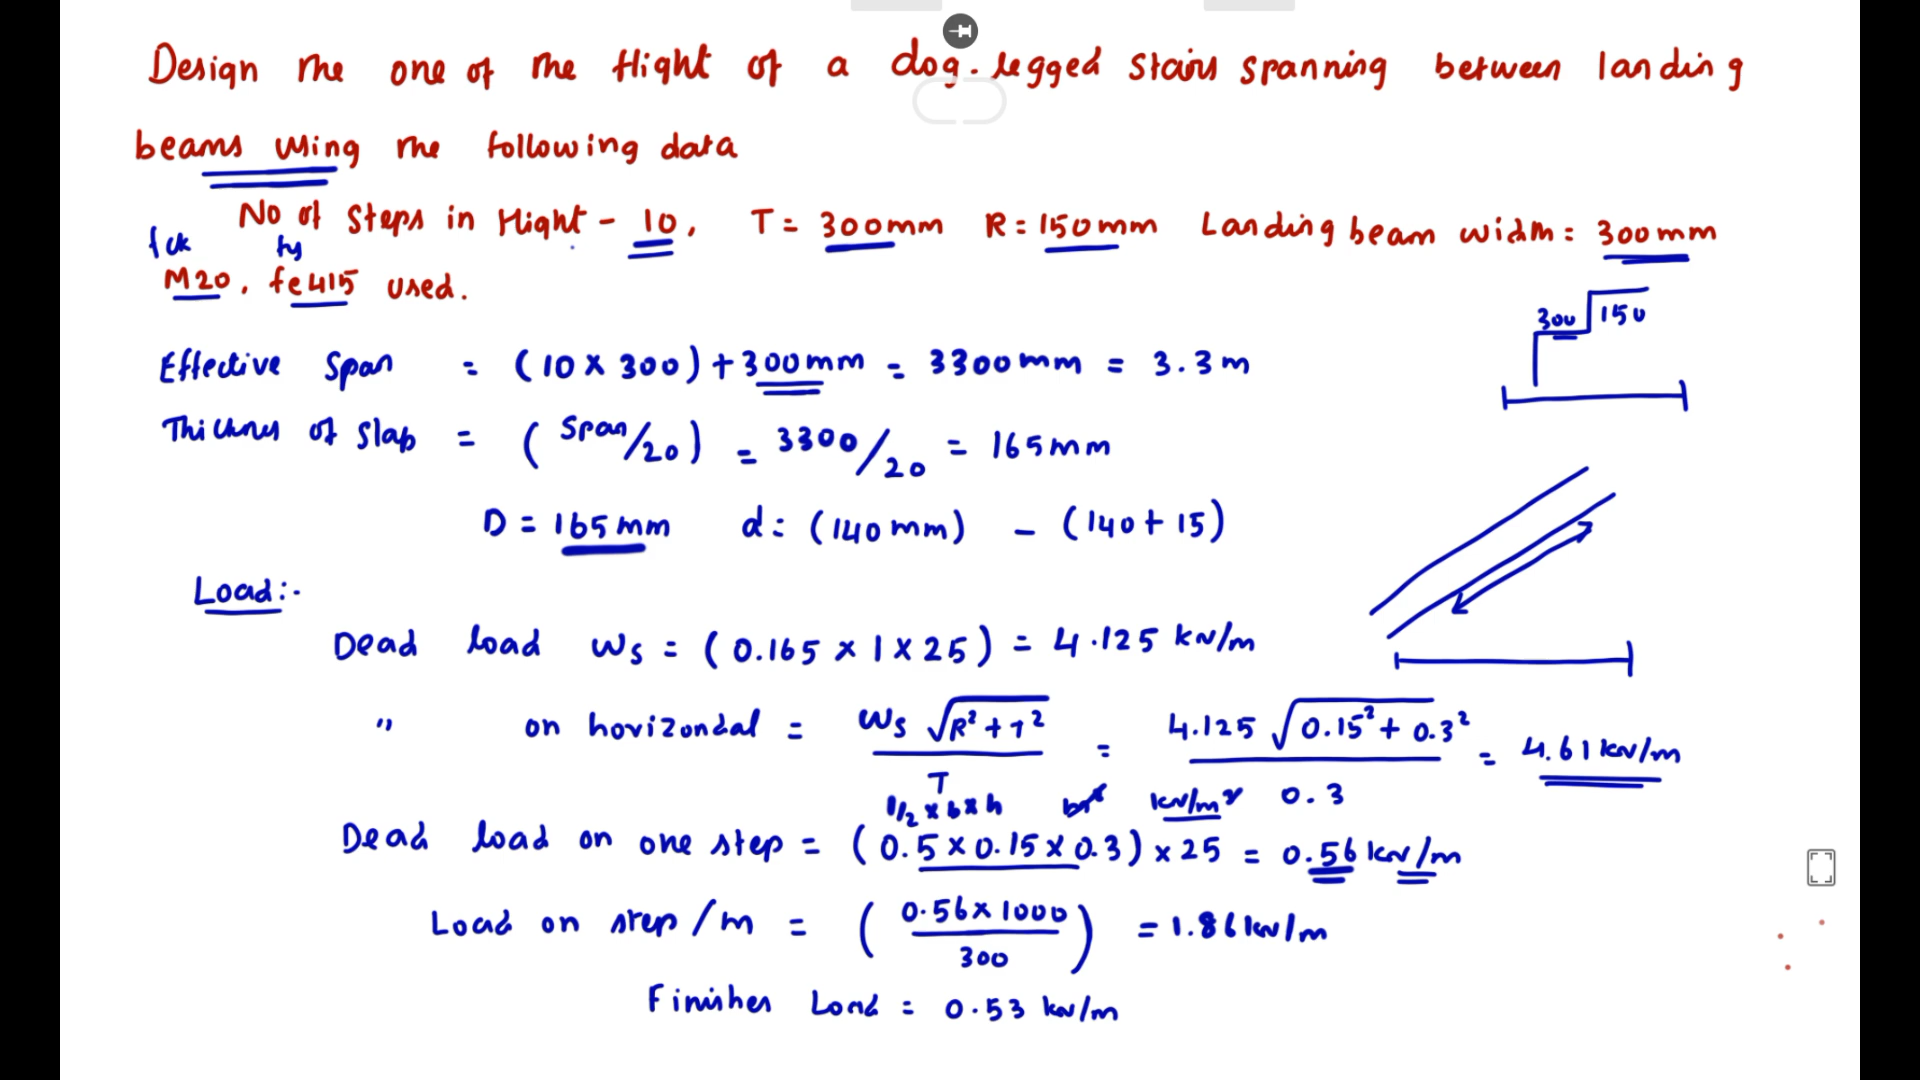 Design the one of the flight of a dog-legged stairs spanning between landing
beams using the following data
No of steps in flight - 10, T = 300mm R = 150mm Landing beam width = 300mm
fck fy
M20, fe415 used.
300 150
Effective Span = (10 × 300) + 300mm = 3300mm = 3.3m
Thickness of slab = (Span/20) = 3300/20 = 165mm
D = 165mm d = (140mm) - (140 + 15)
Load:-
Dead load ws = (0.165 × 1 × 25) = 4.125 kN/m
" on horizondal = ws √R² + T² / T = 4.125 √0.15² + 0.3² / 0.3 = 4.61 kN/m
1/2 × b × h kN/m²
Dead load on one step = (0.5 × 0.15 × 0.3) × 25 = 0.56 kN/m
Load on step/m = (0.56 × 1000 / 300) = 1.86 kN/m
Finishes Load = 0.53 kN/m